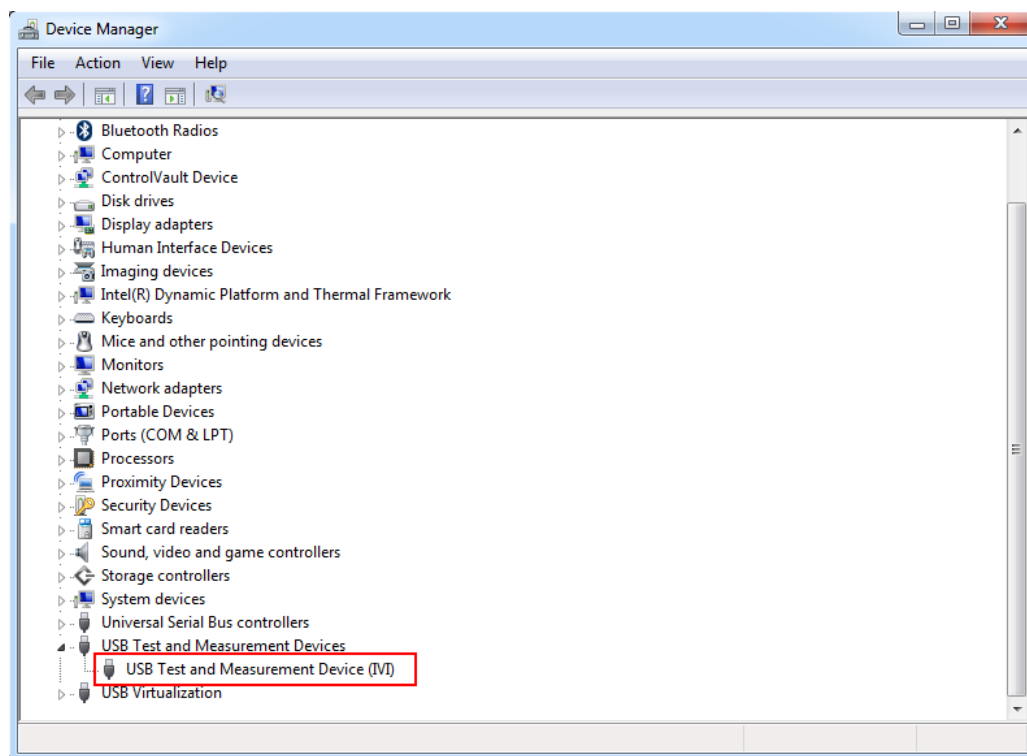 Device Manager
File Action View Help
Bluetooth Radios
Computer
ControlVault Device
Disk drives
Display adapters
Human Interface Devices
Imaging devices
Intel(R) Dynamic Platform and Thermal Framework
Keyboards
Mice and other pointing devices
Monitors
Network adapters
Portable Devices
Ports (COM & LPT)
Processors
Proximity Devices
Security Devices
Smart card readers
Sound, video and game controllers
Storage controllers
System devices
Universal Serial Bus controllers
USB Test and Measurement Devices
USB Test and Measurement Device (IVI)
USB Virtualization